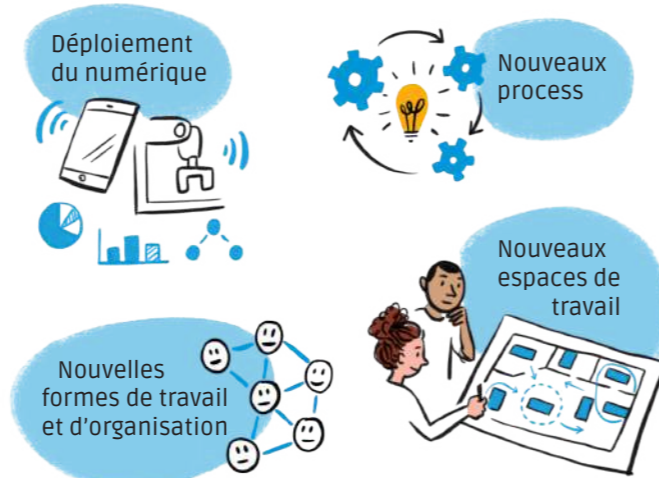 Déploiement
du numérique
Nouveaux
process
Nouveaux
espaces de
travail
Nouvelles
formes de travail
et d'organisation